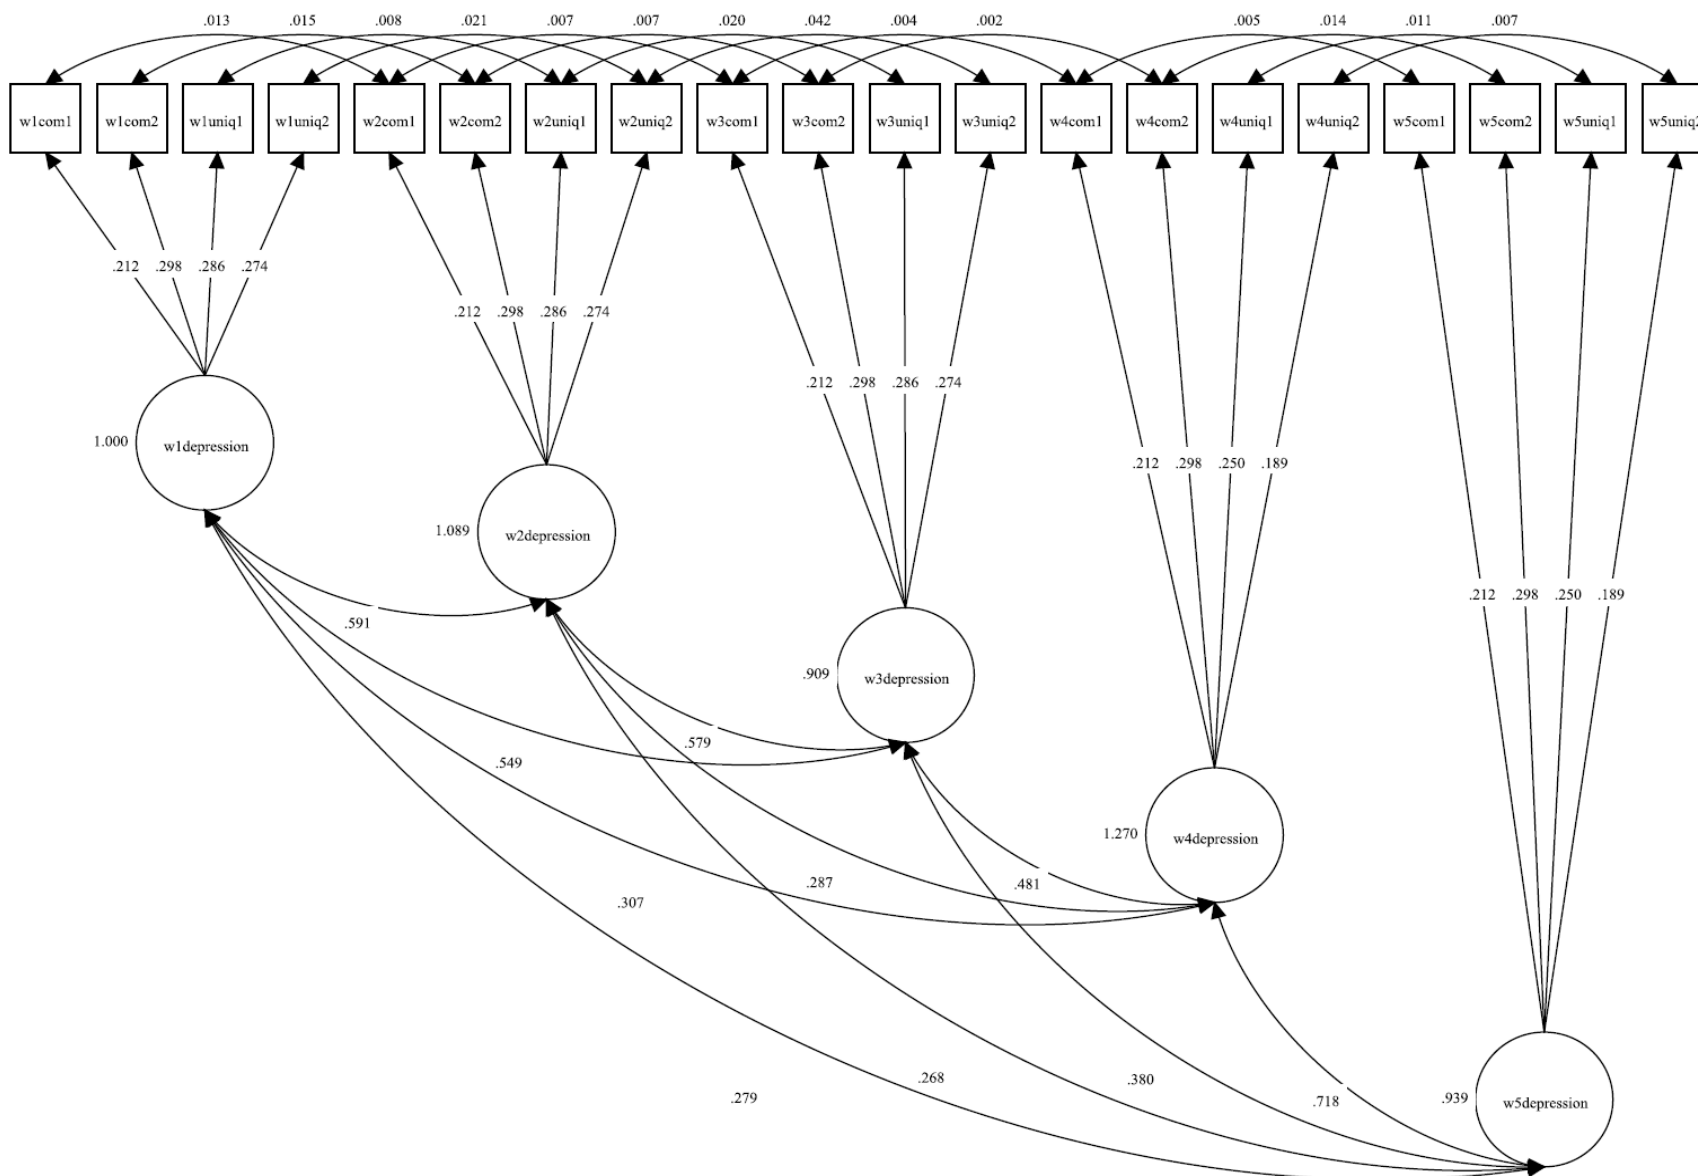 .013 .015 .008 .021 .007 .007 .020 .042 .004 .002 .005 .014 .011 .007
w1com1 w1com2 w1uniq1 w1uniq2 w2com1 w2com2 w2uniq1 w2uniq2 w3com1 w3com2 w3uniq1 w3uniq2 w4com1 w4com2 w4uniq1 w4uniq2 w5com1 w5com2 w5uniq1 w5uniq2
.212 .298 .286 .274
.212 .298 .286 .274
.212 .298 .286 .274
1.000 w1depression
.212 .298 .250 .189
1.089 w2depression
.212 .298 .250 .189
.591
.909 w3depression
.579
.549
1.270 w4depression
.287 .481
.307
.268 .380
.279 .718 .939 w5depression